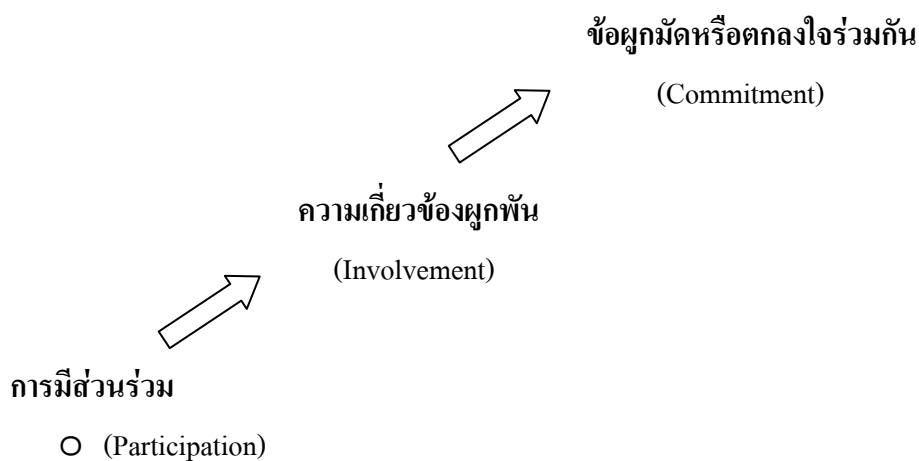 ข้อผูกมัดหรือตกลงใจร่วมกัน
(Commitment)
ความเกี่ยวข้องผูกพัน
(Involvement)
การมีส่วนร่วม
○ (Participation)